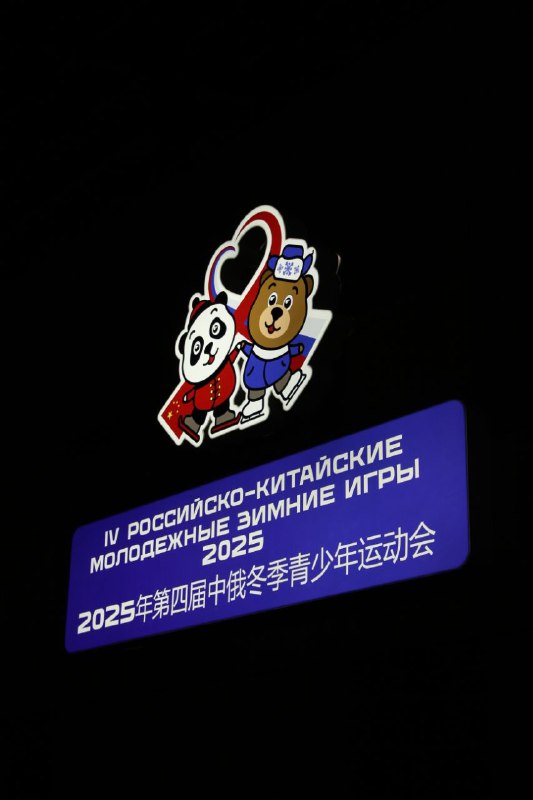 IV РОССИЙСКО-КИТАЙСКИЕ
МОЛОДЕЖНЫЕ ЗИМНИЕ ИГРЫ
2025
2025年第四届中俄冬季青少年运动会